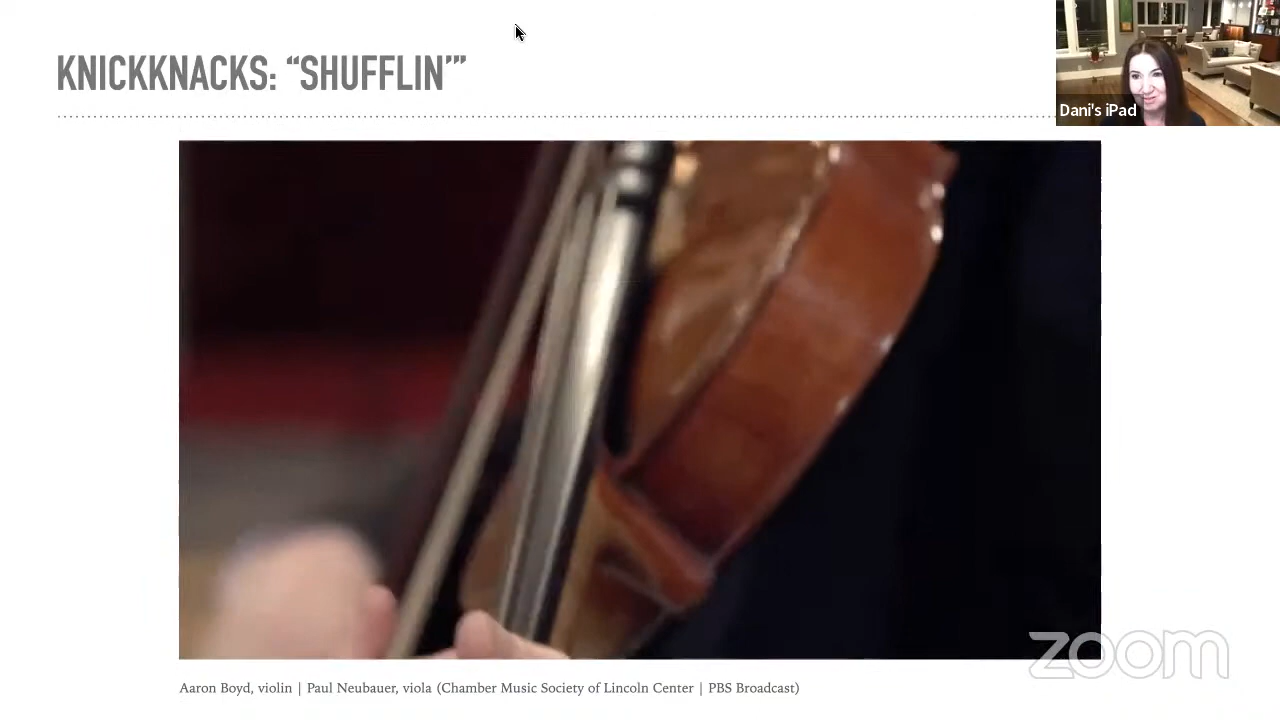 KNICKKNACKS: “SHUFFLIN’”
Dani's iPad
zoom
Aaron Boyd, violin | Paul Neubauer, viola (Chamber Music Society of Lincoln Center | PBS Broadcast)